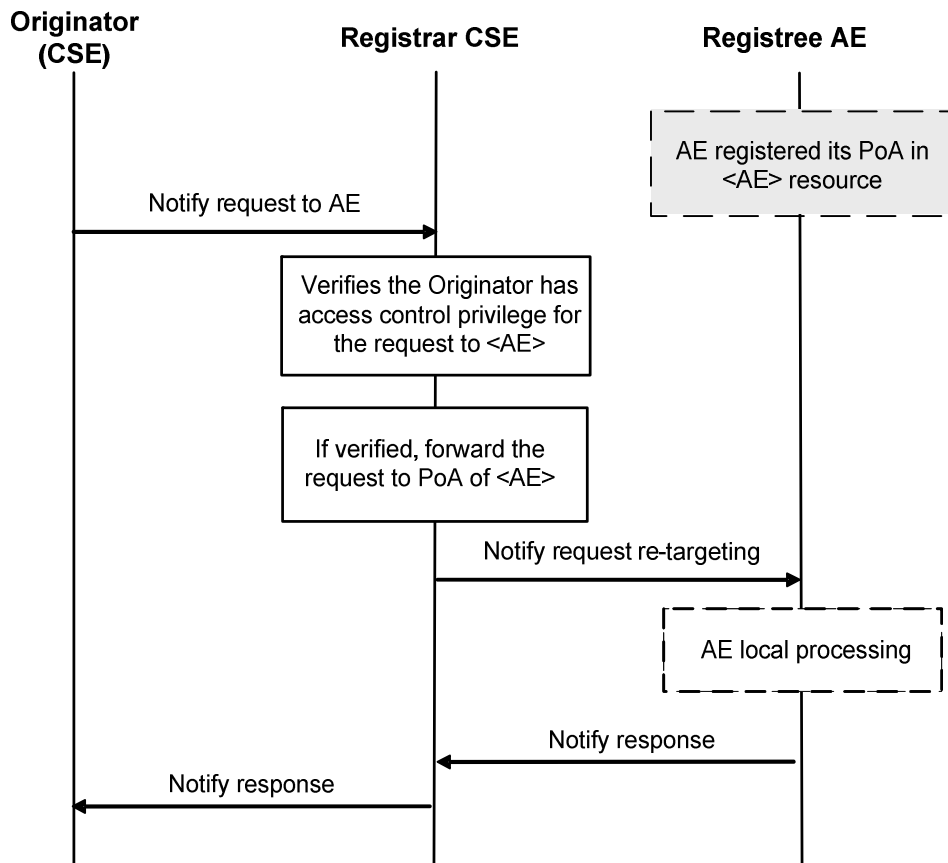 Originator
(CSE)
Registrar CSE
Registree AE
AE registered its PoA in
<AE> resource
Notify request to AE
Verifies the Originator has
access control privilege for
the request to <AE>
If verified, forward the
request to PoA of <AE>
Notify request re-targeting
AE local processing
Notify response
Notify response